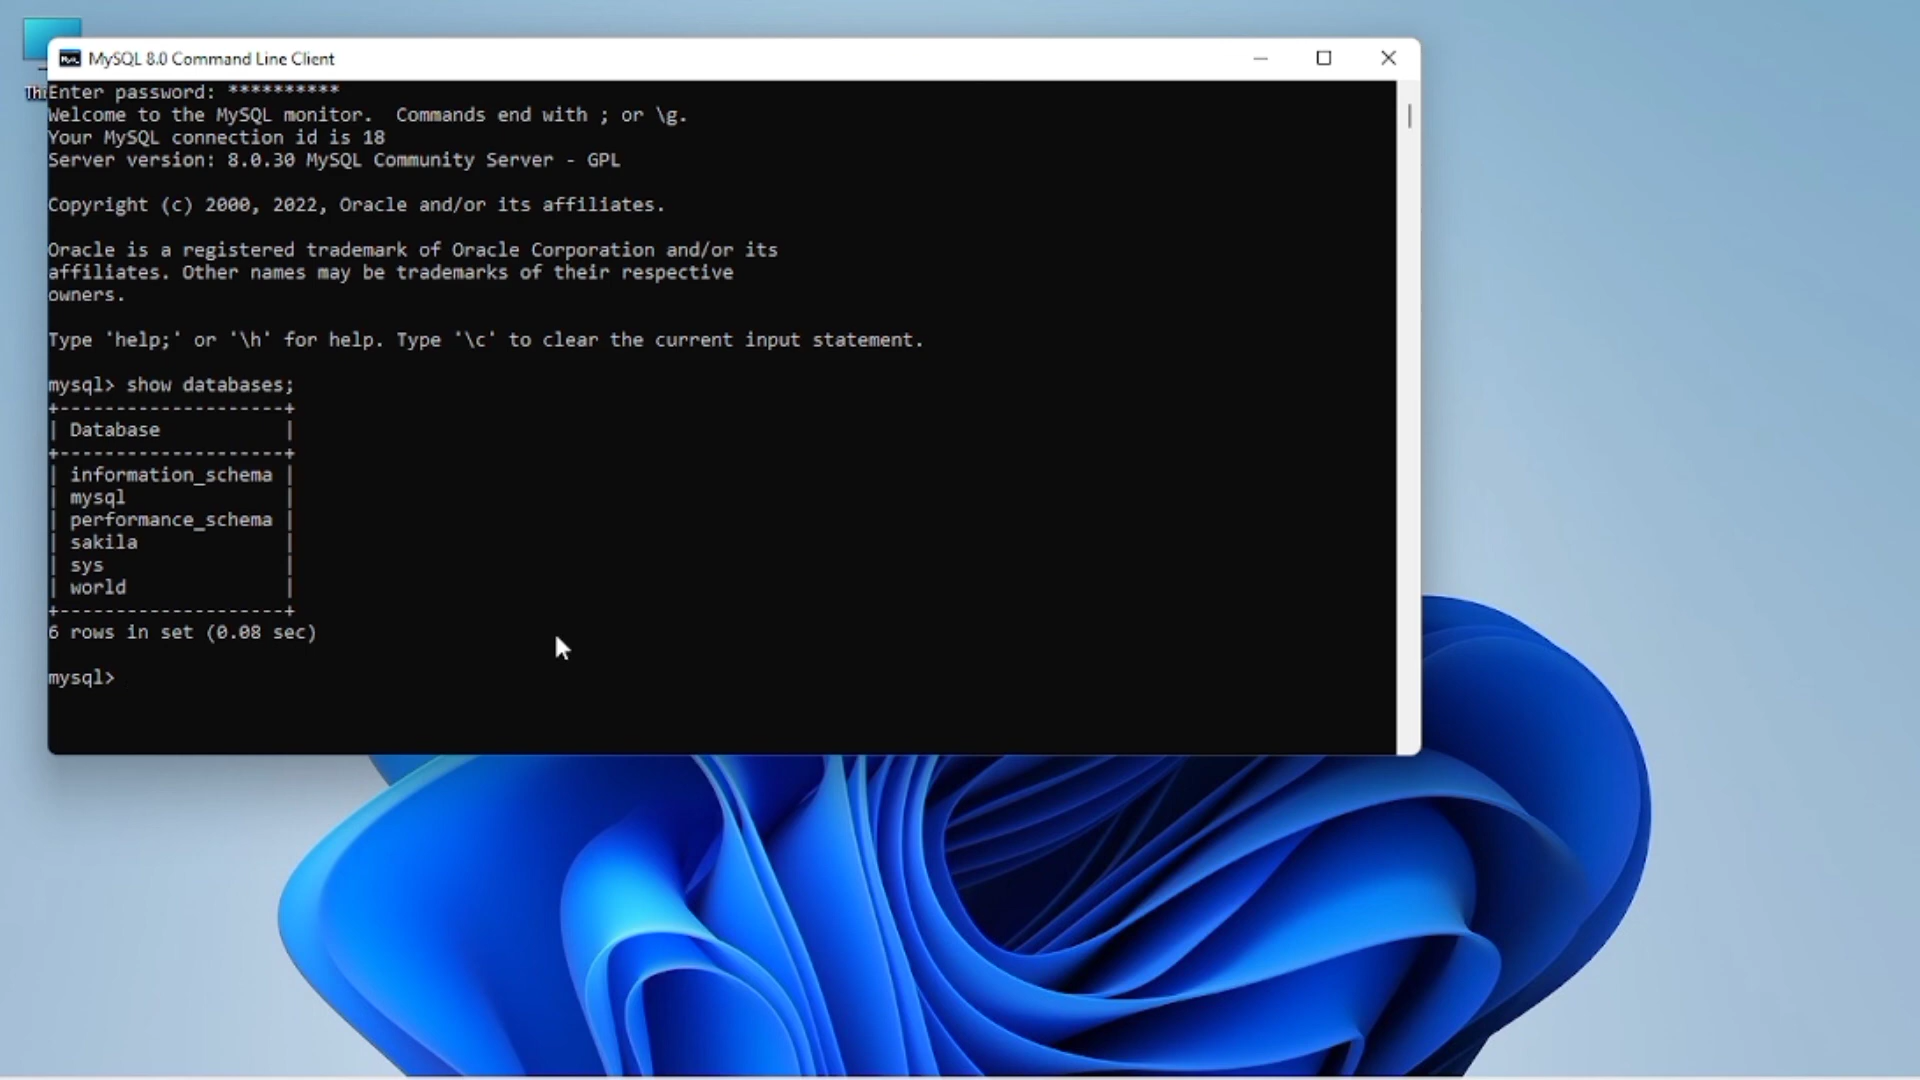 MySQL 8.0 Command Line Client
Enter password: **********
Welcome to the MySQL monitor.  Commands end with ; or \g.
Your MySQL connection id is 18
Server version: 8.0.30 MySQL Community Server - GPL

Copyright (c) 2000, 2022, Oracle and/or its affiliates.

Oracle is a registered trademark of Oracle Corporation and/or its
affiliates. Other names may be trademarks of their respective
owners.

Type 'help;' or '\h' for help. Type '\c' to clear the current input statement.

mysql> show databases;
+--------------------+
| Database           |
+--------------------+
| information_schema |
| mysql              |
| performance_schema |
| sakila             |
| sys                |
| world              |
+--------------------+
6 rows in set (0.08 sec)

mysql>